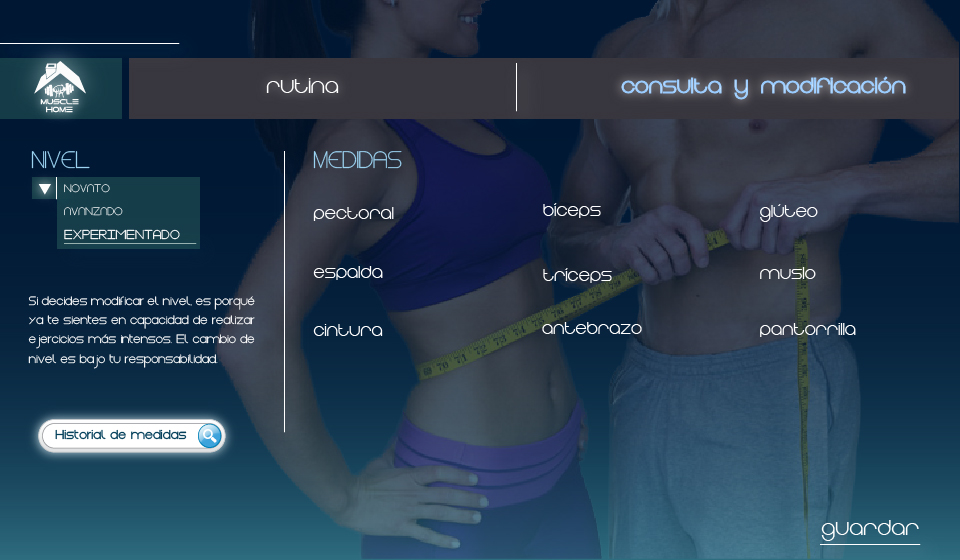 MUSCLE
HOME
rutina
consulta y modificación
NIVEL
NOVATO
AVANZADO
EXPERIMENTADO
Si decides modificar el nivel, es porqué
ya te sientes en capacidad de realizar
ejercicios más intensos. El cambio de
nivel es bajo tu responsabilidad.
Historial de medidas
MEDIDAS
pectoral
bíceps
glúteo
espalda
tríceps
muslo
cintura
antebrazo
pantorrilla
guardar